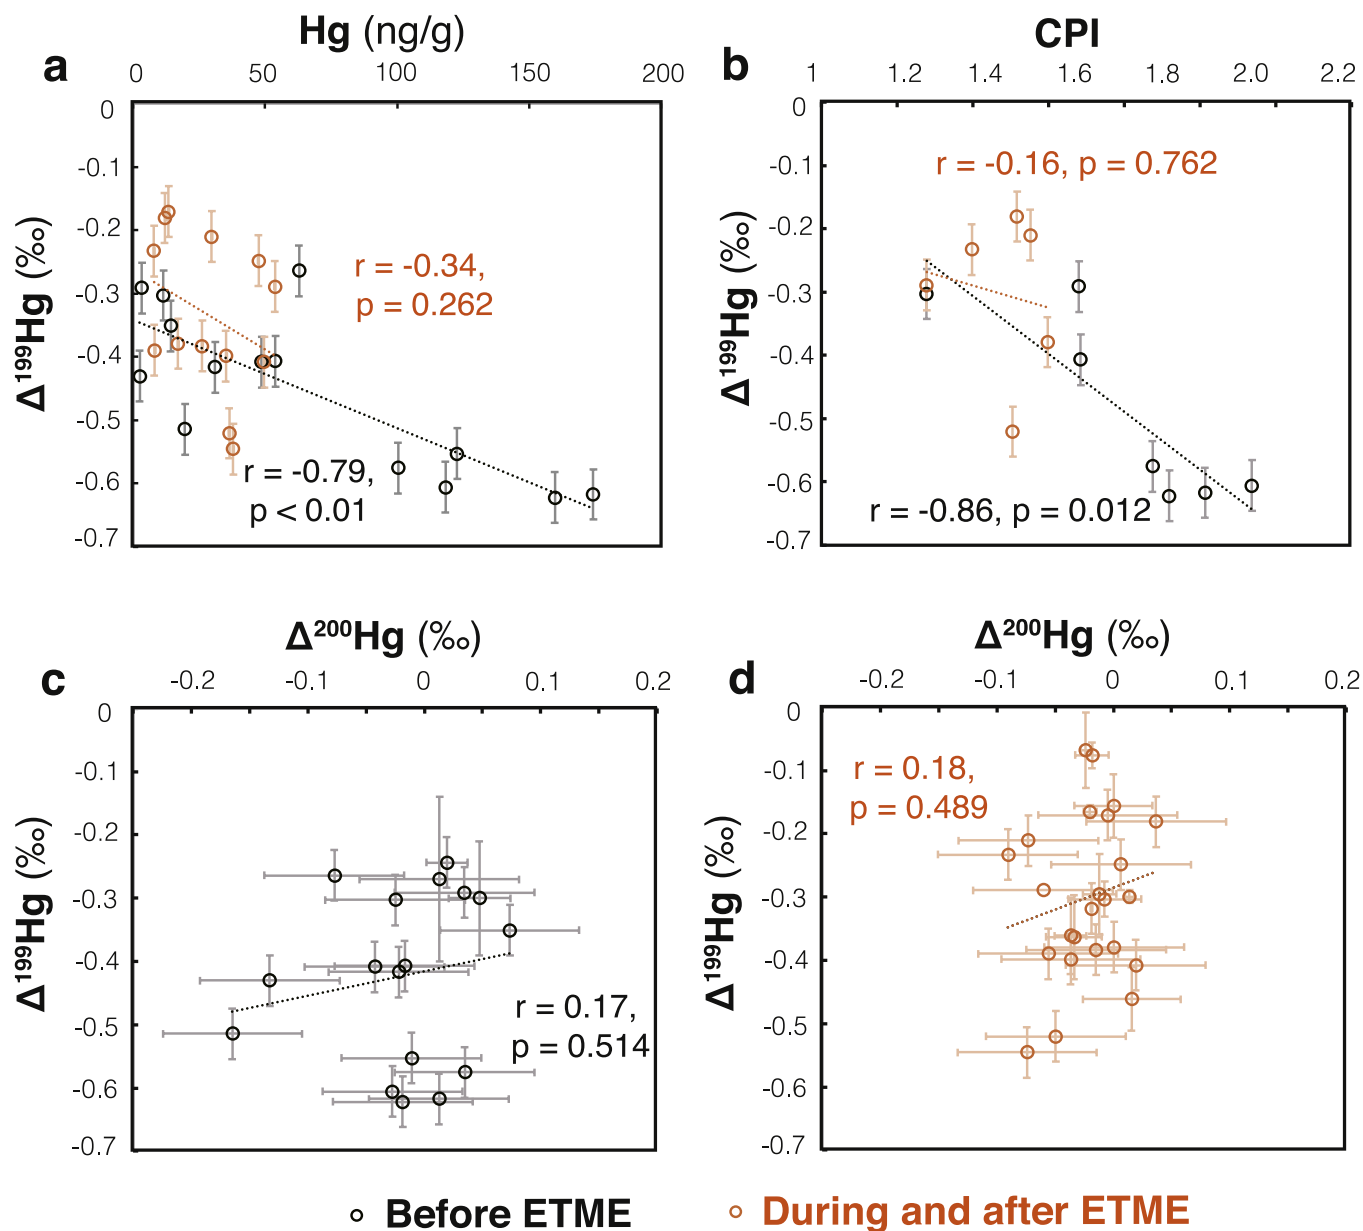 a
Hg (ng/g)
0 50 100 150 200
0
-0.1
-0.2
-0.3
-0.4
-0.5
-0.6
-0.7
Δ¹⁹⁹Hg (‰)
r = -0.34,
p = 0.262
r = -0.79,
p < 0.01
b
CPI
1 1.2 1.4 1.6 1.8 2.0 2.2
0
-0.1
-0.2
-0.3
-0.4
-0.5
-0.6
-0.7
Δ¹⁹⁹Hg (‰)
r = -0.16, p = 0.762
r = -0.86, p = 0.012
c
Δ²⁰⁰Hg (‰)
-0.2 -0.1 0 0.1 0.2
0
-0.1
-0.2
-0.3
-0.4
-0.5
-0.6
-0.7
Δ¹⁹⁹Hg (‰)
r = 0.17,
p = 0.514
d
Δ²⁰⁰Hg (‰)
-0.2 -0.1 0 0.1 0.2
0
-0.1
-0.2
-0.3
-0.4
-0.5
-0.6
-0.7
Δ¹⁹⁹Hg (‰)
r = 0.18,
p = 0.489
Before ETME
During and after ETME